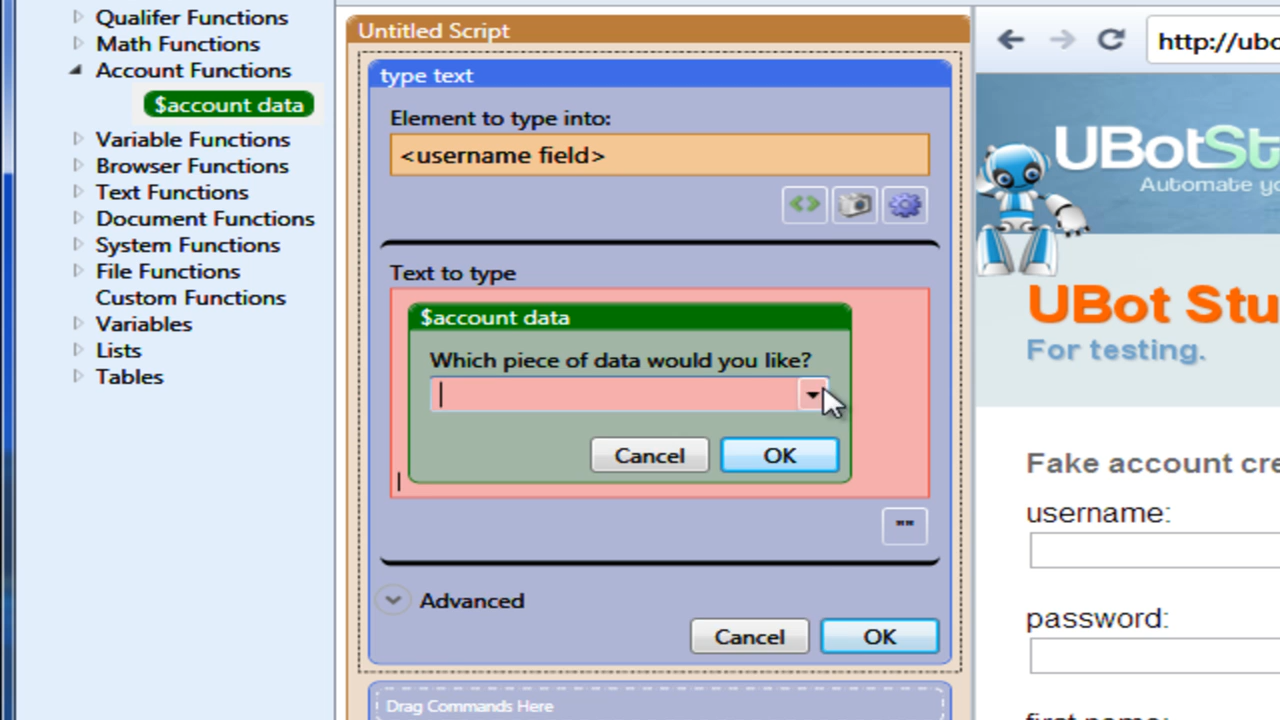 Qualifer Functions
Math Functions
Account Functions
$account data
Variable Functions
Browser Functions
Text Functions
Document Functions
System Functions
File Functions
Custom Functions
Variables
Lists
Tables
Untitled Script
type text
Element to type into:
<username field>
Text to type
$account data
Which piece of data would you like?
Cancel
OK
""
Advanced
Cancel
OK
Drag Commands Here
http://ubo
UBotSt
Automate yo
UBot Stu
For testing.
Fake account cre
username:
password: